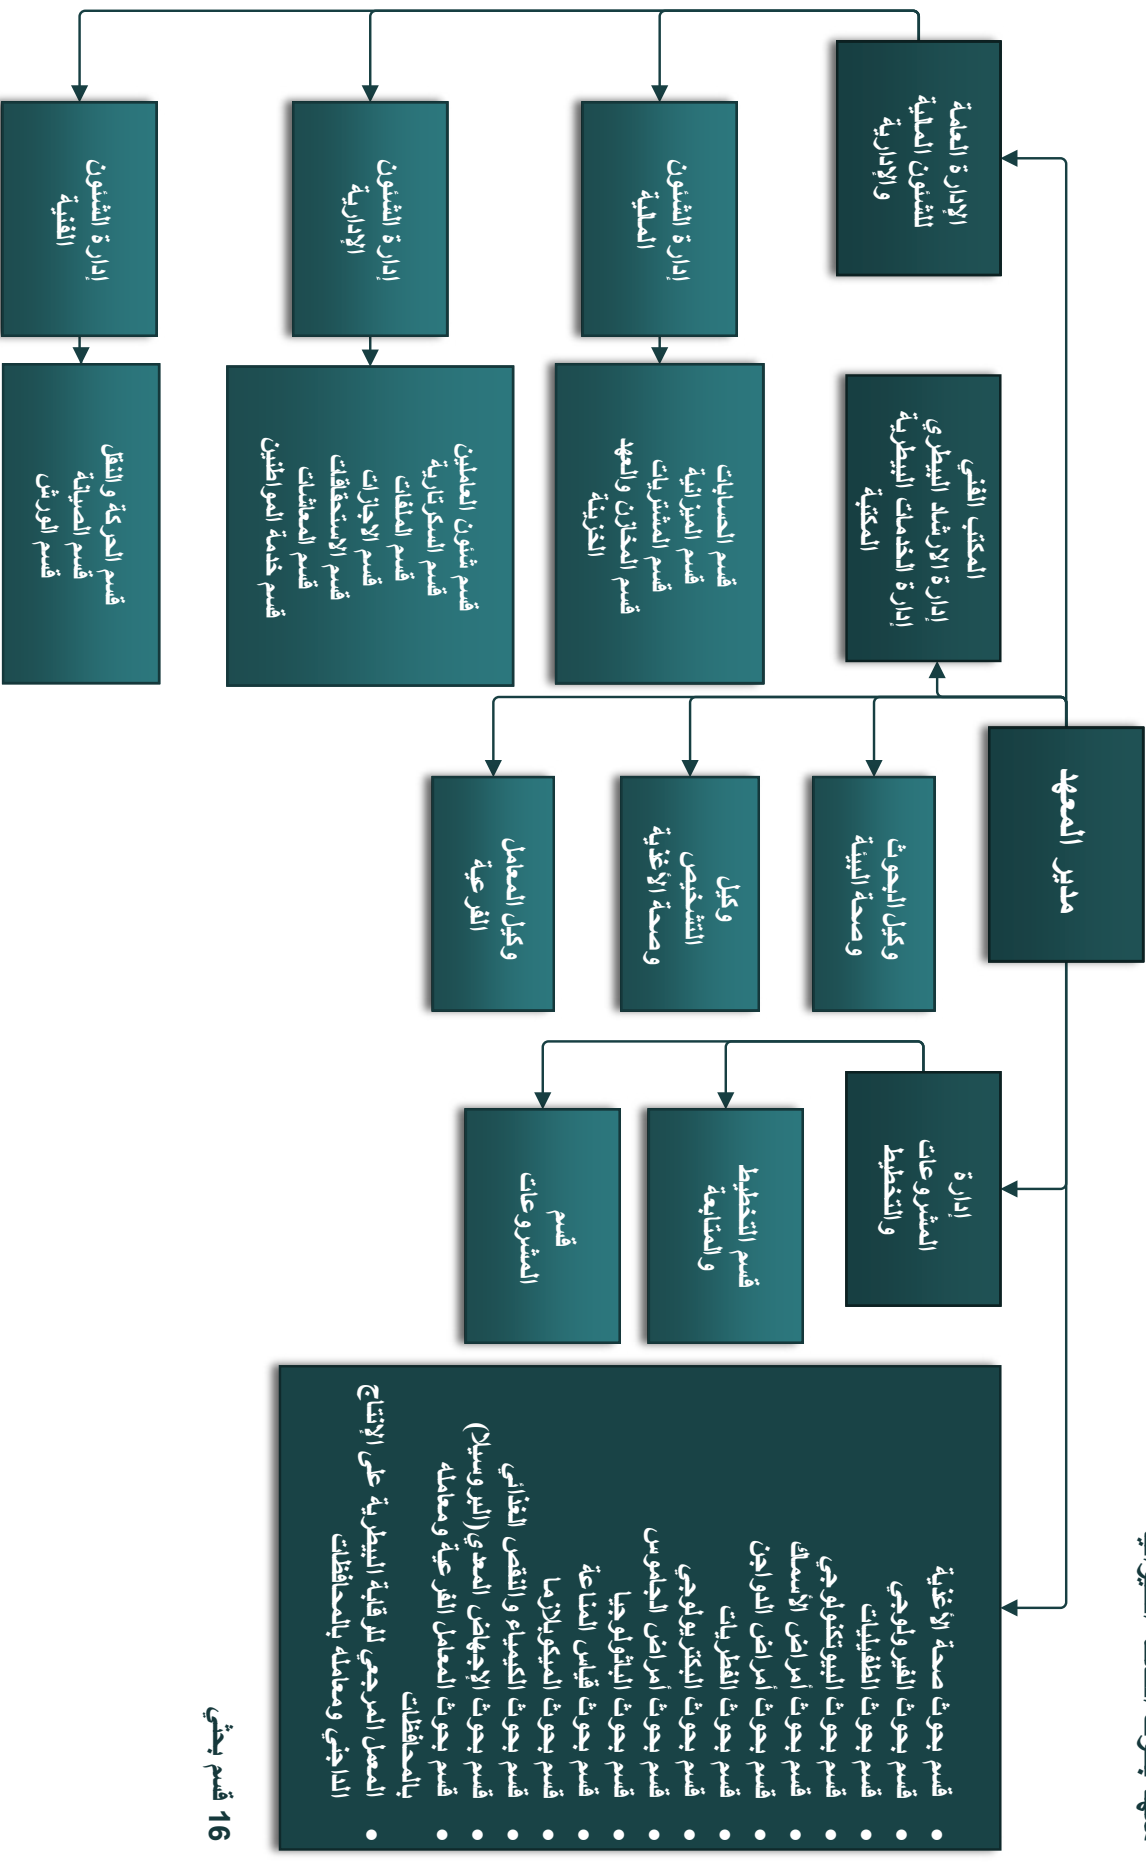 مدير المعهد
قسم بحوث صحة الأغذية
قسم بحوث الفيرولوجي
قسم بحوث الطفيليات
قسم بحوث البيوتكنولوجي
قسم بحوث أمراض الأسماك
قسم بحوث أمراض الدواجن
قسم بحوث الفطريات
قسم بحوث البكتريولوجي
قسم بحوث أمراض الجاموس
قسم بحوث الباثولوجيا
قسم بحوث قياس المناعة
قسم بحوث الميكوبلازما
قسم بحوث الكيمياء والنقص الغذائي
قسم بحوث الإجهاض المعدي(البروسيلا)
قسم بحوث المعامل الفرعية ومعامله
بالمحافظات
المعمل المرجعي للرقابة البيطرية على الإنتاج
الداجني ومعامله بالمحافظات
16 قسم بحثي
إدارة
المشروعات
والتخطيط
قسم التخطيط
والمتابعة
قسم
المشروعات
وكيل البحوث
وصحة البيئة
وكيل
التشخيص
وصحة الأغذية
وكيل المعامل
الفرعية
المكتب الفني
إدارة الارشاد البيطري
إدارة الخدمات البيطرية
المكتبة
الإدارة العامة
للشئون المالية
والإدارية
إدارة الشئون
المالية
قسم الحسابات
قسم الميزانية
قسم المشتريات
قسم المخازن والعهد
الخزينة
إدارة الشئون
الإدارية
قسم شئون العاملين
قسم السكرتارية
قسم الملفات
قسم الاجازات
قسم الاستحقاقات
قسم المعاشات
قسم خدمة المواطنين
إدارة الشئون
الفنية
قسم الحركة والنقل
قسم الصيانة
قسم الورش